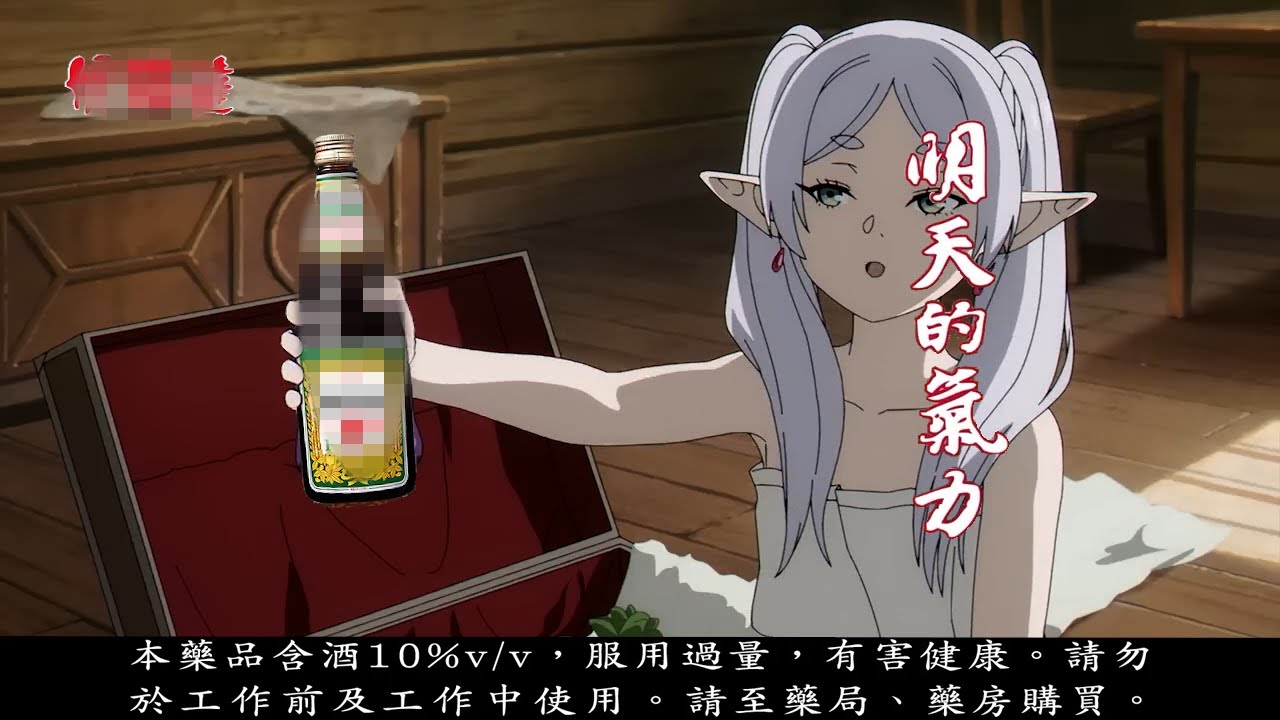 明天的氣力
本藥品含酒10%v/v，服用過量，有害健康。請勿
於工作前及工作中使用。請至藥局、藥房購買。